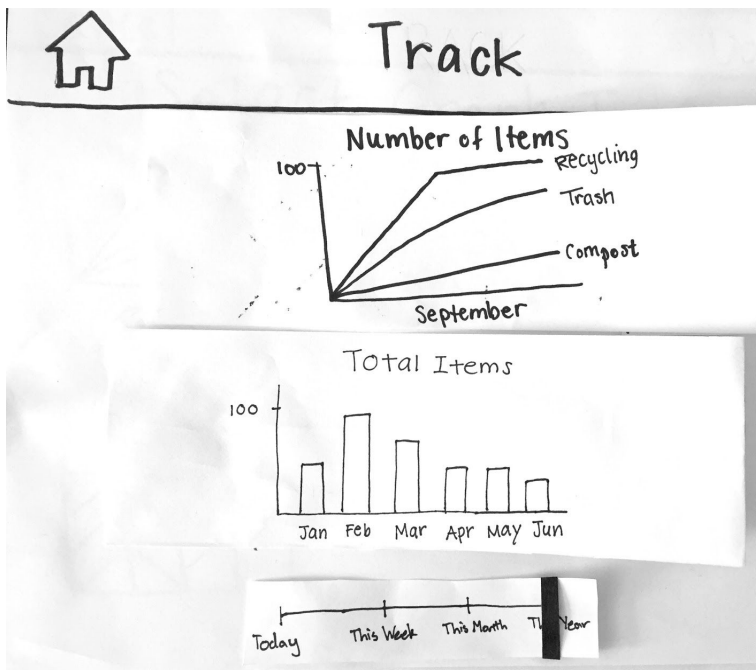 Track
Number of Items
100
Recycling
Trash
Compost
September
Total Items
100
Jan Feb Mar Apr May Jun
Today This Week This Month Year